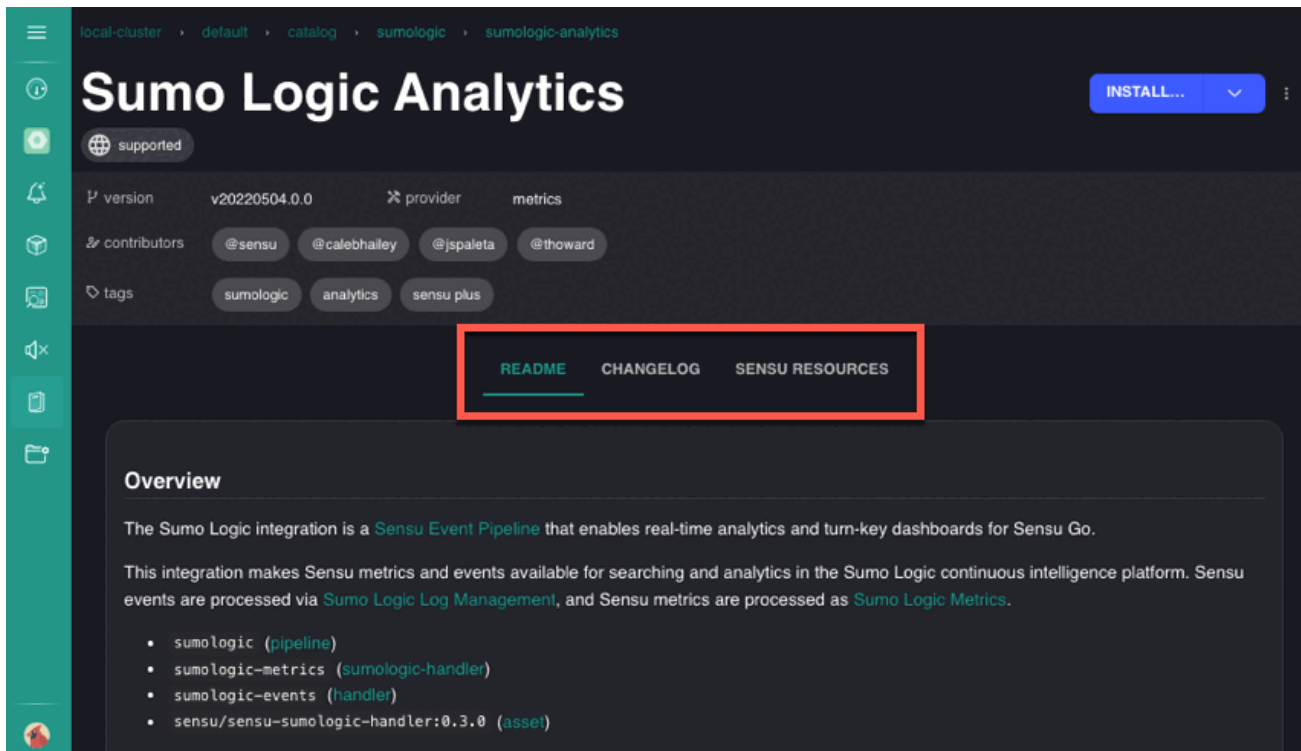 local-cluster › default › catalog › sumologic › sumologic-analytics
Sumo Logic Analytics
INSTALL...
supported
version v20220504.0.0 provider metrics
contributors @sensu @calebhailey @jspaleta @thoward
tags sumologic analytics sensu plus
README CHANGELOG SENSU RESOURCES
Overview
The Sumo Logic integration is a Sensu Event Pipeline that enables real-time analytics and turn-key dashboards for Sensu Go.
This integration makes Sensu metrics and events available for searching and analytics in the Sumo Logic continuous intelligence platform. Sensu
events are processed via Sumo Logic Log Management, and Sensu metrics are processed as Sumo Logic Metrics.
• sumologic (pipeline)
• sumologic-metrics (sumologic-handler)
• sumologic-events (handler)
• sensu/sensu-sumologic-handler:0.3.0 (asset)